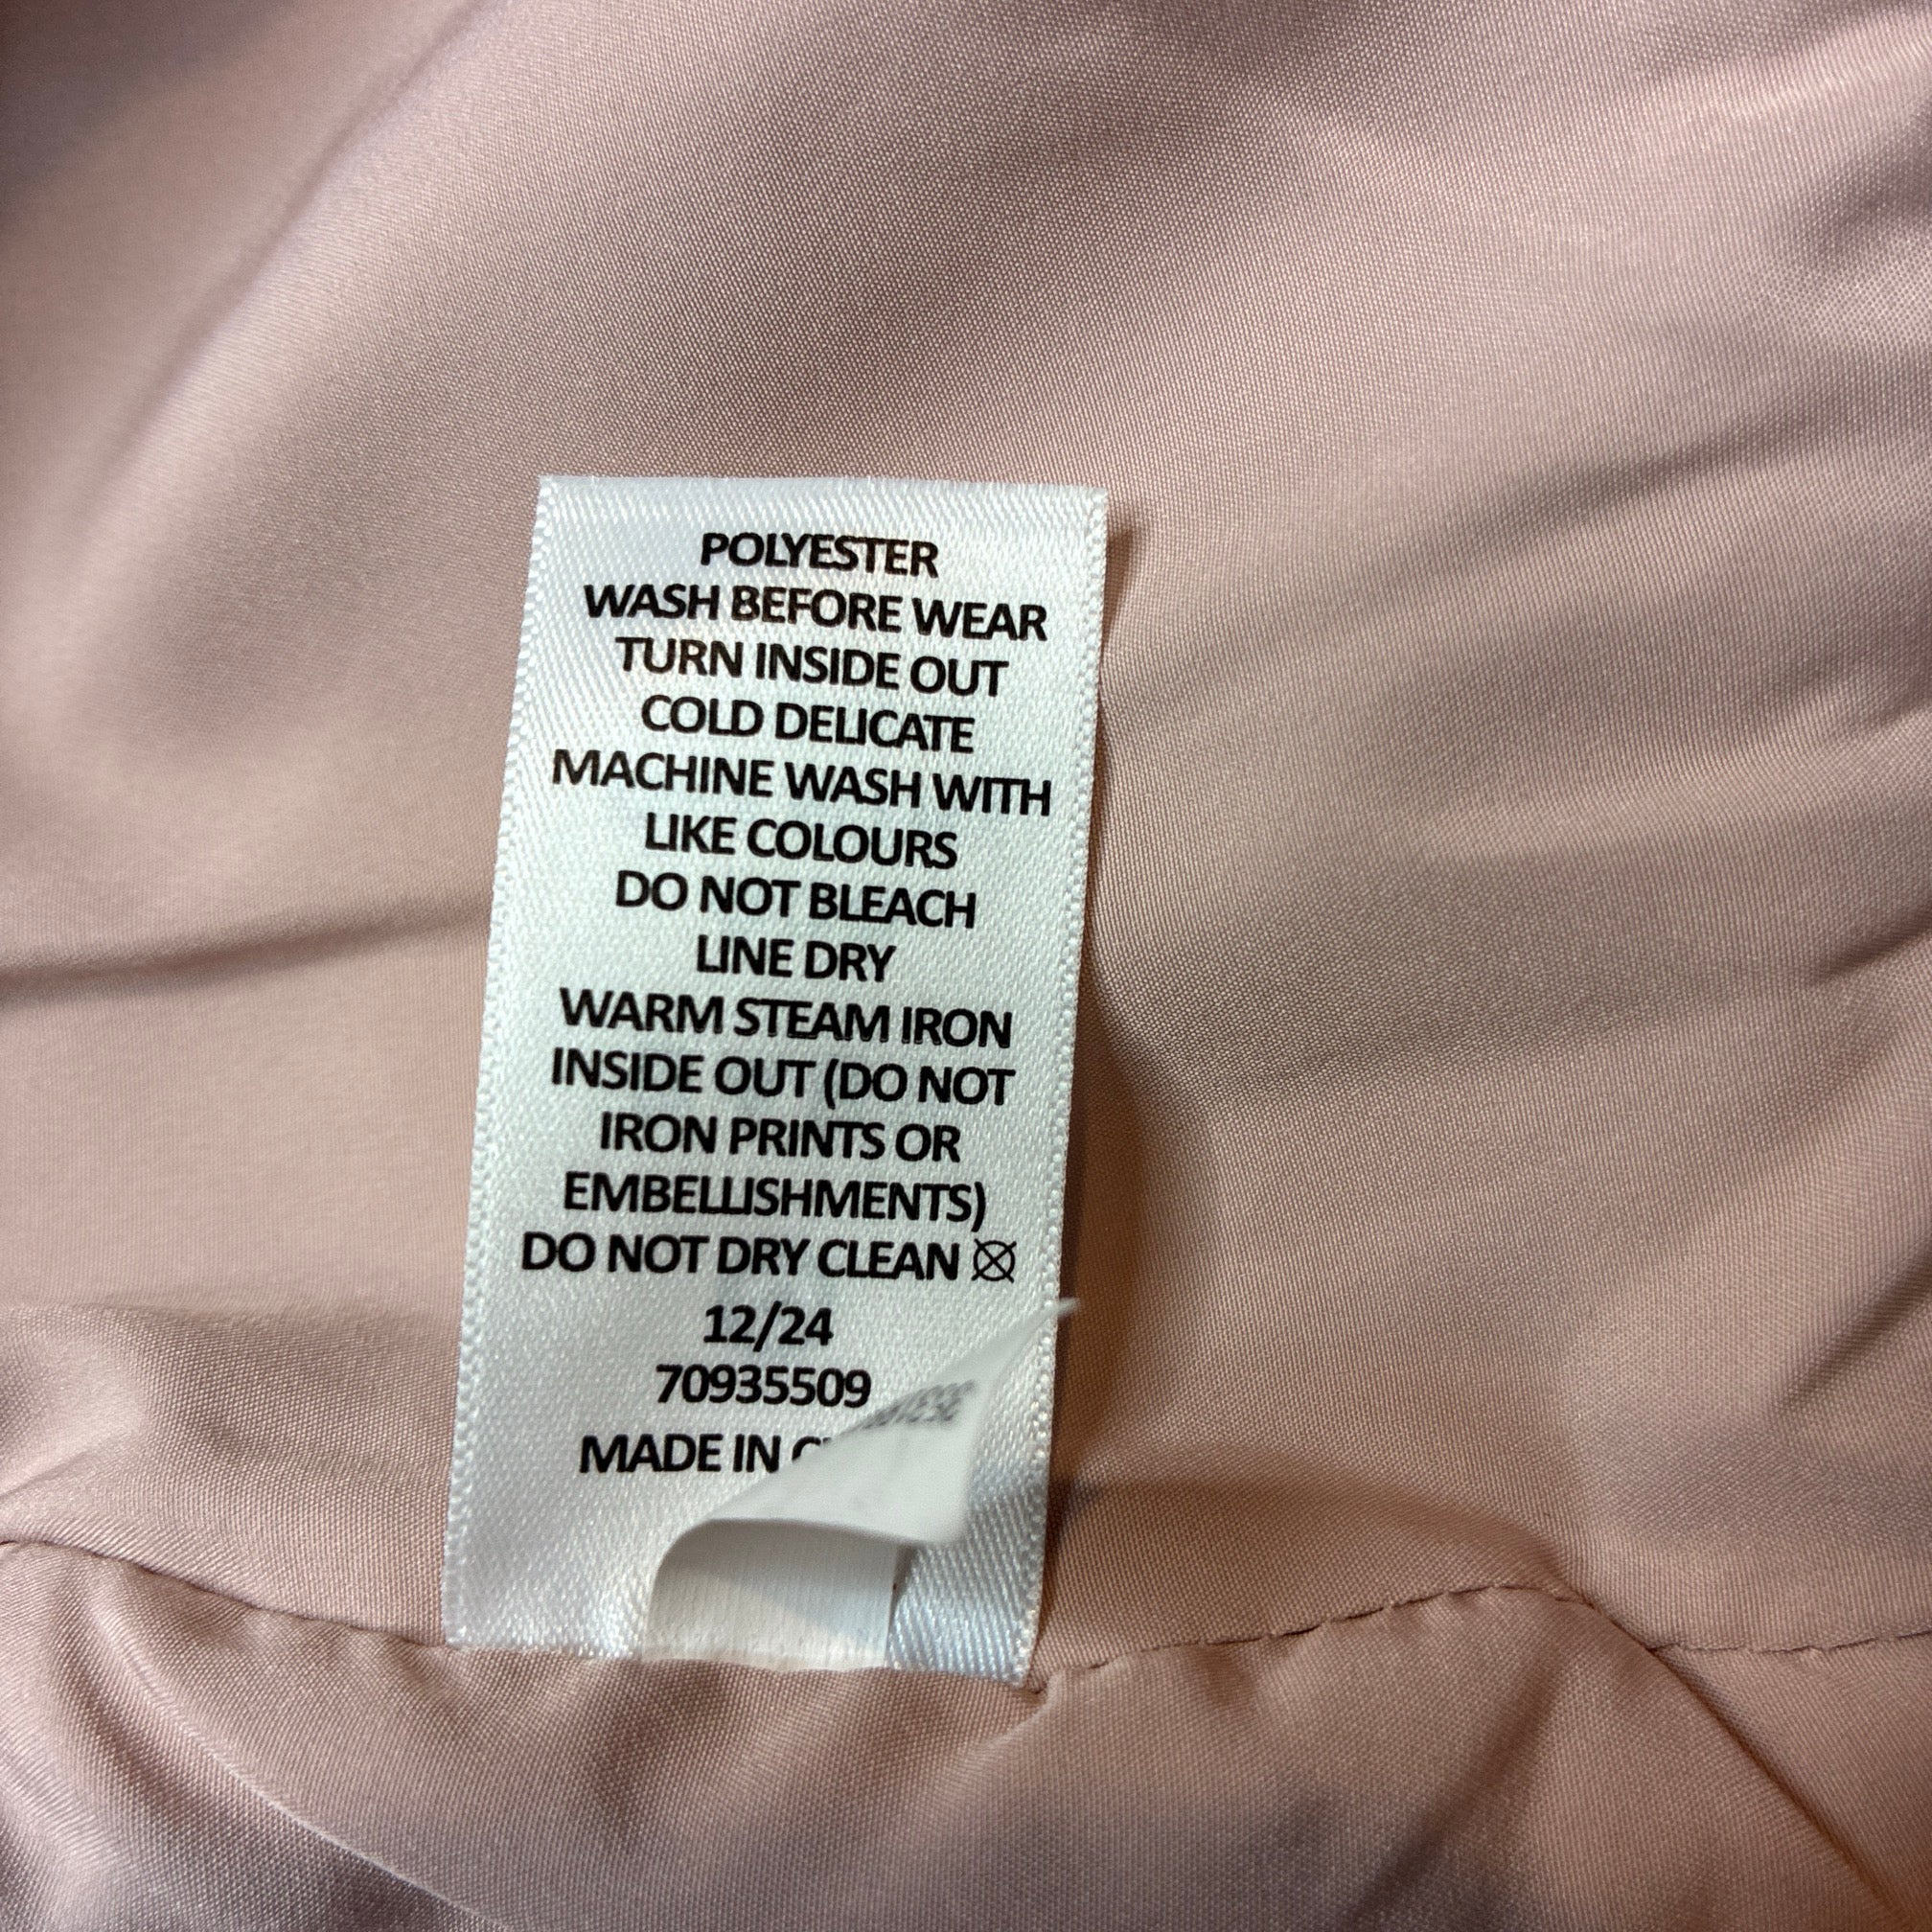 POLYESTER
WASH BEFORE WEAR
TURN INSIDE OUT
COLD DELICATE
MACHINE WASH WITH
LIKE COLOURS
DO NOT BLEACH
LINE DRY
WARM STEAM IRON
INSIDE OUT (DO NOT
IRON PRINTS OR
EMBELLISHMENTS)
DO NOT DRY CLEAN
12/24
70935509
MADE IN